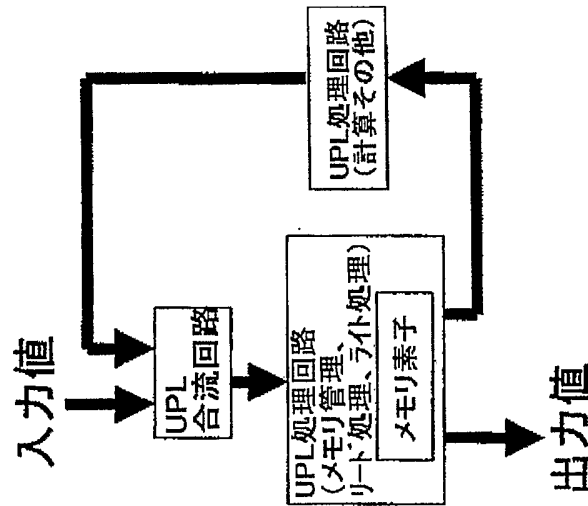 入力値
UPL
合流回路
UPL処理回路
(メモリ管理、
リード処理、ライト処理)
メモリ素子
UPL処理回路
(計算その他)
出力値